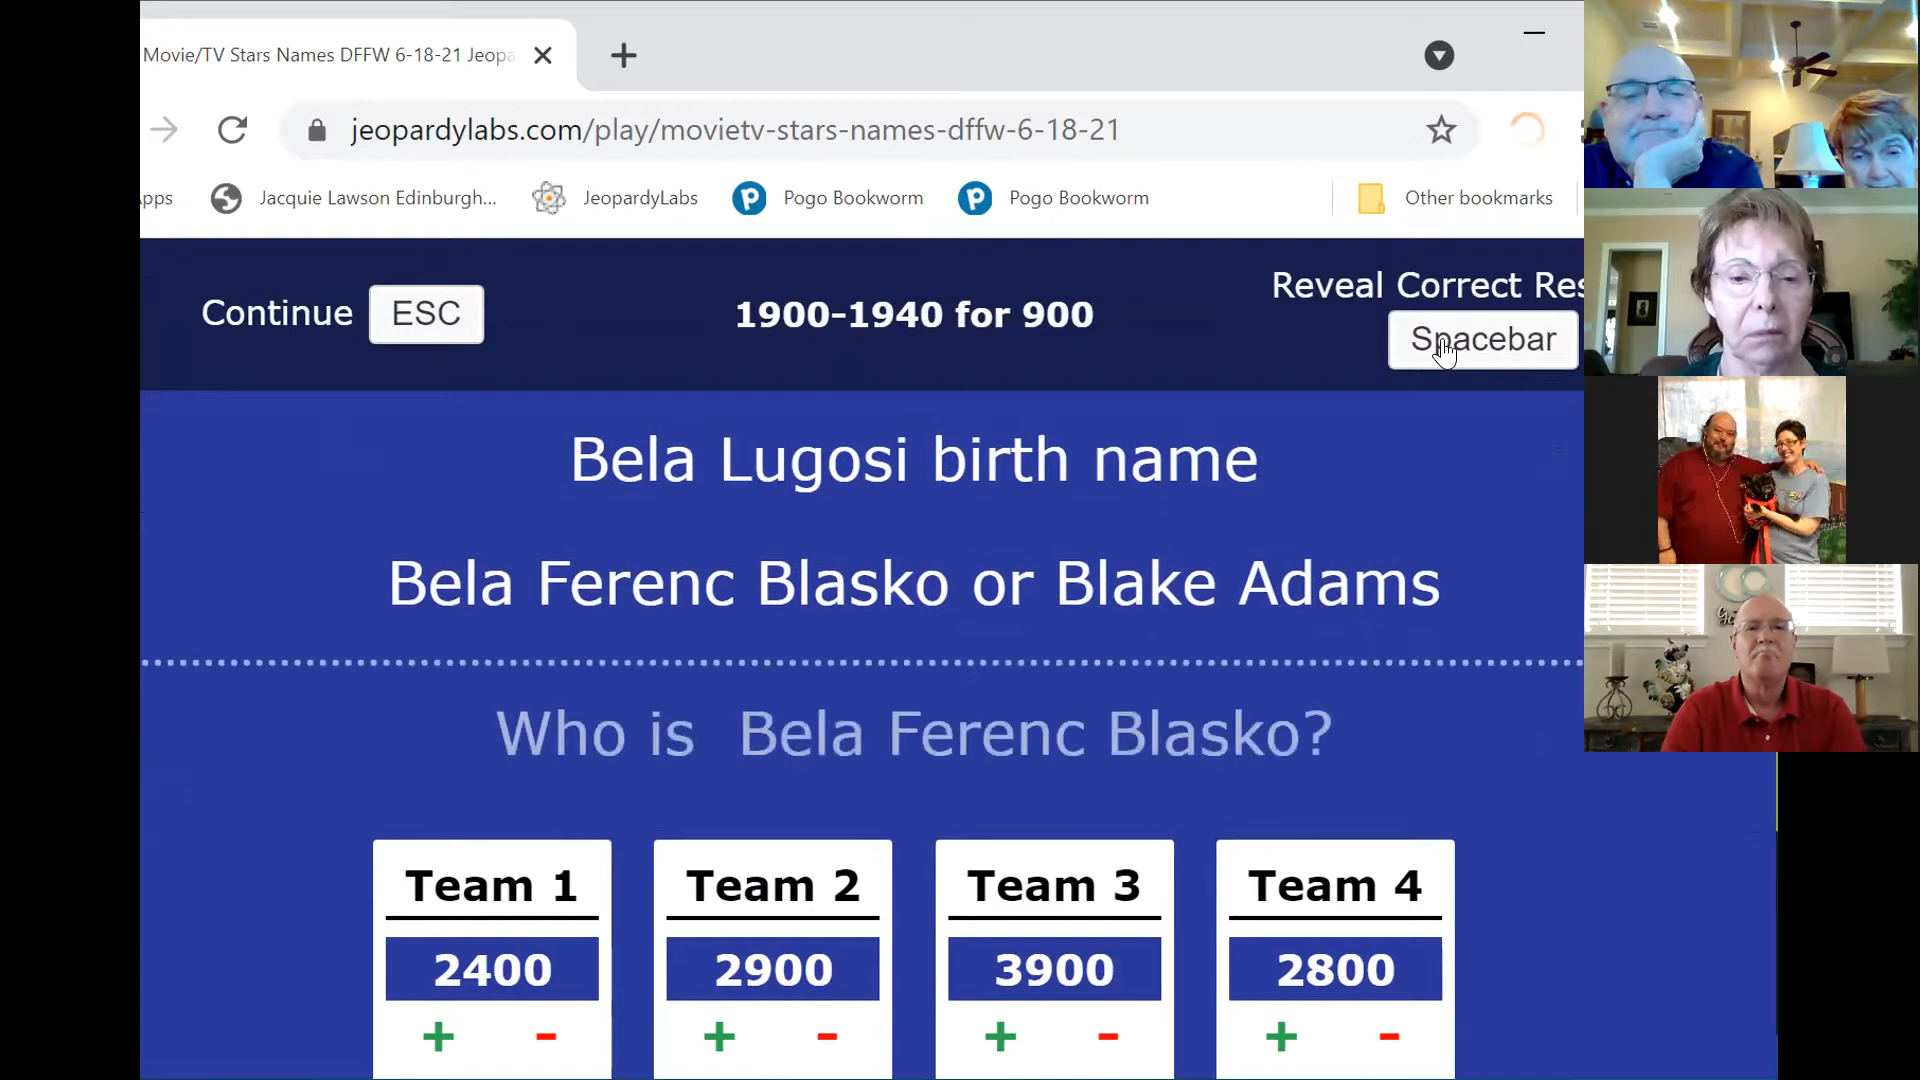 Movie/TV Stars Names DFFW 6-18-21 Jeopa
jeopardylabs.com/play/movietv-stars-names-dffw-6-18-21
pps
Jacquie Lawson Edinburgh...
JeopardyLabs
Pogo Bookworm
Pogo Bookworm
Other bookmarks
Continue ESC
1900-1940 for 900
Reveal Correct Res
Spacebar
Bela Lugosi birth name
Bela Ferenc Blasko or Blake Adams
Who is Bela Ferenc Blasko?
Team 1 Team 2 Team 3 Team 4
2400 2900 3900 2800
+ - + - + - + -